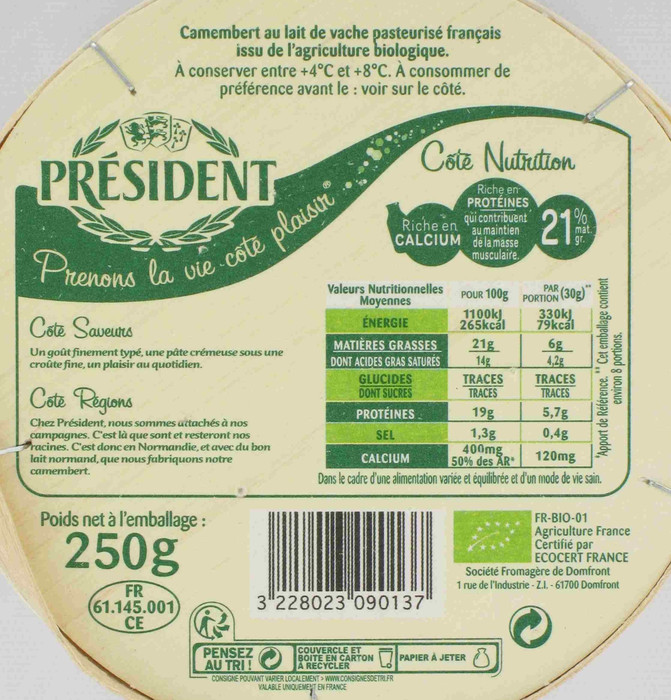 Camembert au lait de vache pasteurisé français
issu de l'agriculture biologique.
À conserver entre +4°C et +8°C. À consommer de
préférence avant le : voir sur le côté.
PRÉSIDENT
Prenons la vie côté plaisir
Côté Nutrition
Riche en
CALCIUM
Riche en
PROTÉINES
qui contribuent
au maintien
de la masse
musculaire.
21%
mat.
gr.
Côté Saveurs
Un goût finement typé, une pâte crémeuse sous une
croûte fine, un plaisir au quotidien.
Côté Régions
Chez Président, nous sommes attachés à nos
campagnes. C'est là que sont et resteront nos
racines. C'est donc en Normandie, et avec du bon
lait normand, que nous fabriquons notre
camembert.
Valeurs Nutritionnelles Moyennes POUR 100g PAR PORTION (30g)**
ÉNERGIE 1100kJ 265kcal 330kJ 79kcal
MATIÈRES GRASSES 21g 6g
DONT ACIDES GRAS SATURÉS 14g 4,2g
GLUCIDES TRACES TRACES
DONT SUCRES TRACES TRACES
PROTÉINES 19g 5,7g
SEL 1,3g 0,4g
CALCIUM 400mg 50% des AR* 120mg
*Apport de Référence. ** Cet emballage contient
environ 8 portions.
Dans le cadre d'une alimentation variée et équilibrée et d'un mode de vie sain.
Poids net à l'emballage :
250g
FR
61.145.001
CE
3 228023 090137
FR-BIO-01
Agriculture France
Certifié par
ECOCERT FRANCE
Société Fromagère de Domfront
1 rue de l'Industrie - Z.I. - 61700 Domfront
PENSEZ
AU TRI !
COUVERCLE ET
BOITE EN CARTON
À RECYCLER
PAPIER À JETER
CONSIGNE POUVANT VARIER LOCALEMENT > WWW.CONSIGNESDETRI.FR
VALABLE UNIQUEMENT EN FRANCE